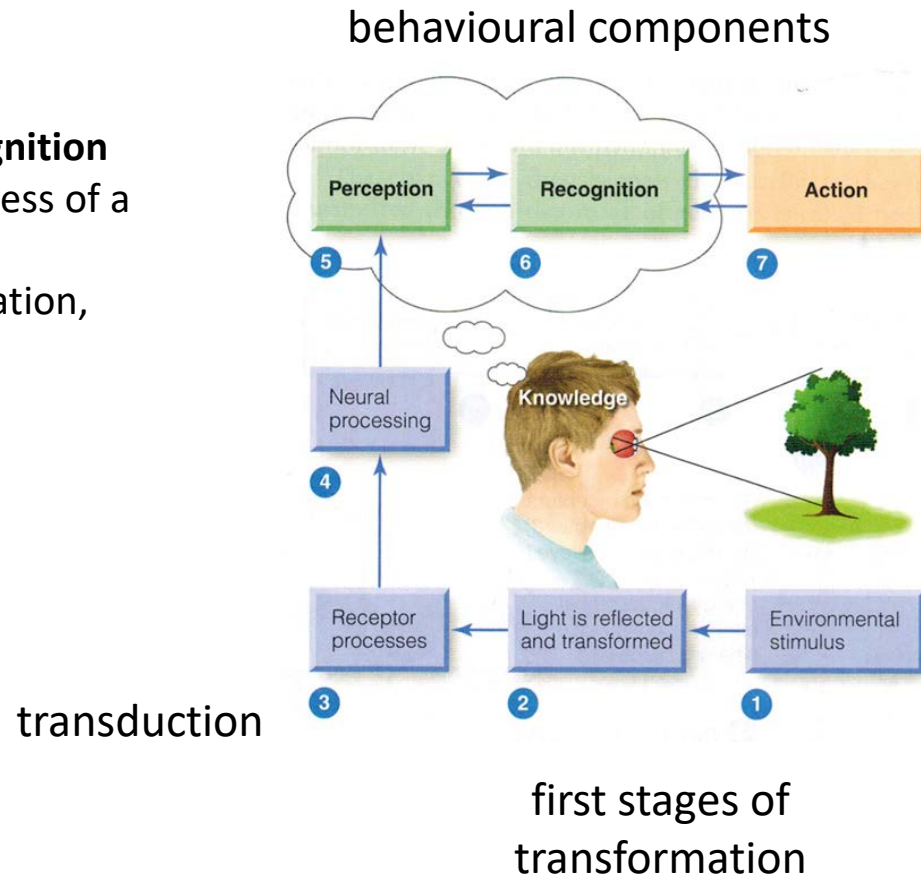 behavioural components
gnition
ess of a
ation,
Perception
Recognition
Action
5
6
7
Neural
processing
Knowledge
4
Receptor
processes
Light is reflected
and transformed
Environmental
stimulus
3
2
1
transduction
first stages of
transformation